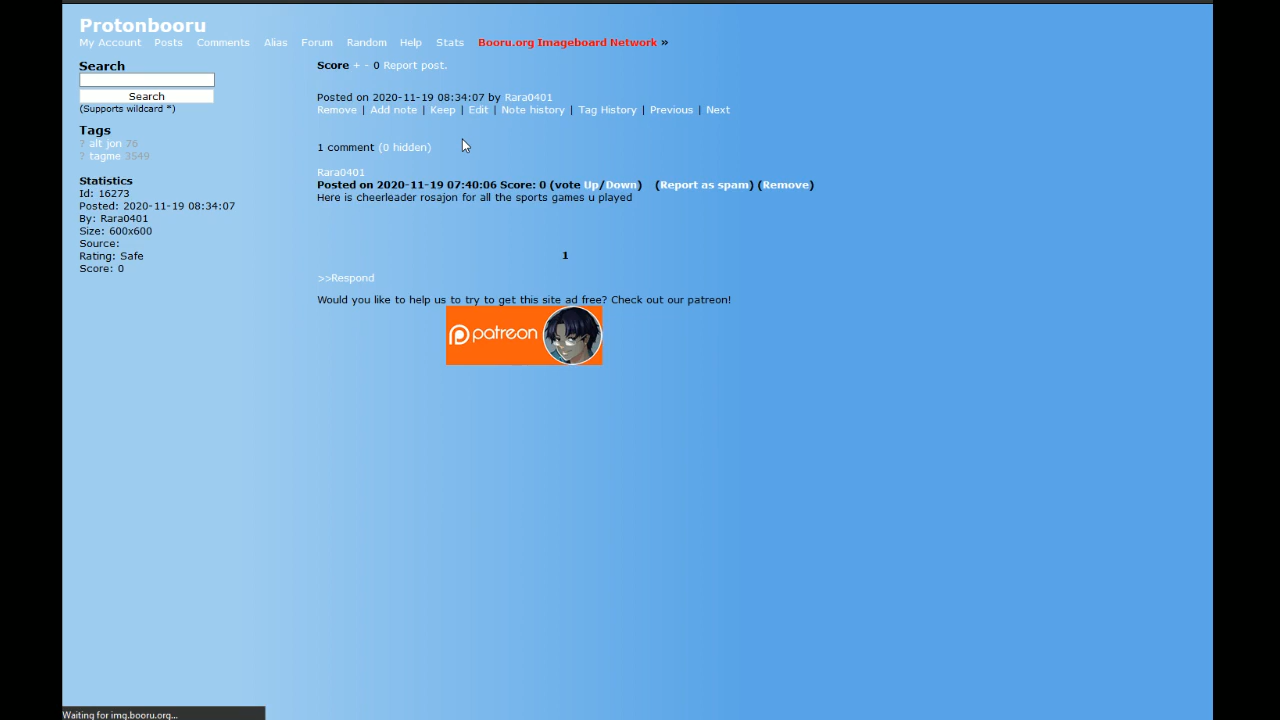 Protonbooru
My Account Posts Comments Alias Forum Random Help Stats Booru.org Imageboard Network »
Search
Search
(Supports wildcard *)
Tags
? alt jon 76
? tagme 3549
Statistics
Id: 16273
Posted: 2020-11-19 08:34:07
By: Rara0401
Size: 600x600
Source:
Rating: Safe
Score: 0
Score + - 0 Report post.
Posted on 2020-11-19 08:34:07 by Rara0401
Remove | Add note | Keep | Edit | Note history | Tag History | Previous | Next
1 comment (0 hidden)
Rara0401
Posted on 2020-11-19 07:40:06 Score: 0 (vote Up/Down) (Report as spam) (Remove)
Here is cheerleader rosajon for all the sports games u played
1
>>Respond
Would you like to help us to try to get this site ad free? Check out our patreon!
patreon
Waiting for img.booru.org...